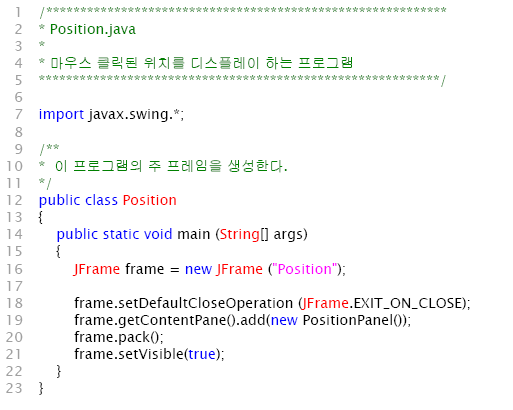 1 /***********************************************************
2 * Position.java
3 *
4 * 마우스 클릭된 위치를 디스플레이 하는 프로그램
5 ***********************************************************/
6
7 import javax.swing.*;
8
9 /**
10 *  이 프로그램의 주 프레임을 생성한다.
11 */
12 public class Position
13 {
14     public static void main (String[] args)
15     {
16         JFrame frame = new JFrame ("Position");
17
18         frame.setDefaultCloseOperation (JFrame.EXIT_ON_CLOSE);
19         frame.getContentPane().add(new PositionPanel());
20         frame.pack();
21         frame.setVisible(true);
22     }
23 }